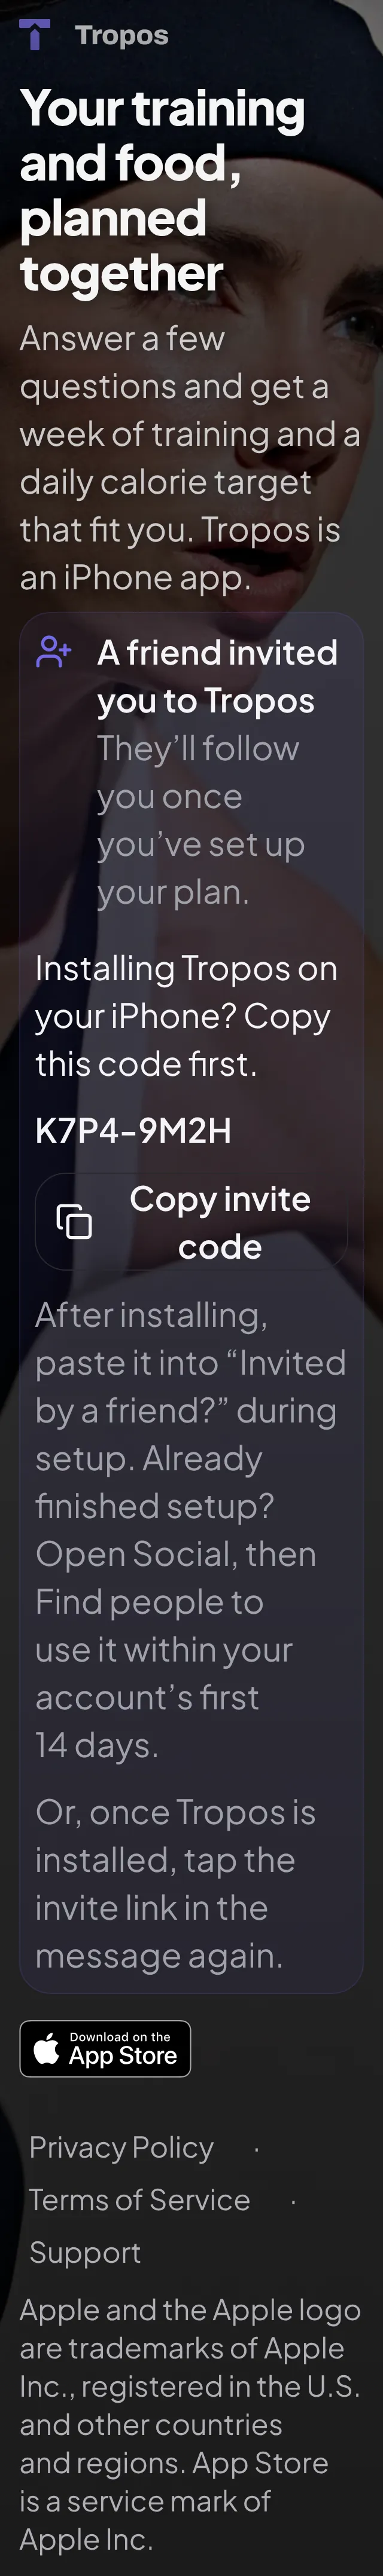 Tropos
Your training
and food,
planned
together
Answer a few
questions and get a
week of training and a
daily calorie target
that fit you. Tropos is
an iPhone app.
A friend invited
you to Tropos
They’ll follow
you once
you’ve set up
your plan.
Installing Tropos on
your iPhone? Copy
this code first.
K7P4-9M2H
Copy invite
code
After installing,
paste it into “Invited
by a friend?” during
setup. Already
finished setup?
Open Social, then
Find people to
use it within your
account’s first
14 days.
Or, once Tropos is
installed, tap the
invite link in the
message again.
Download on the
App Store
Privacy Policy ·
Terms of Service ·
Support
Apple and the Apple logo
are trademarks of Apple
Inc., registered in the U.S.
and other countries
and regions. App Store
is a service mark of
Apple Inc.